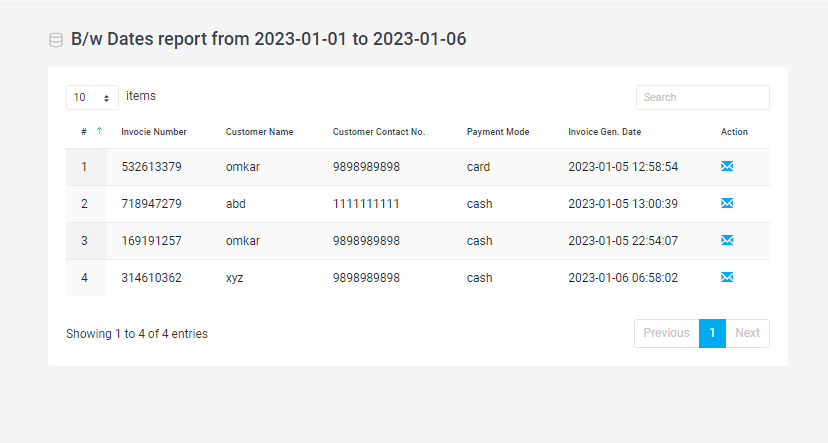 B/w Dates report from 2023-01-01 to 2023-01-06
10 items Search
# Invocie Number Customer Name Customer Contact No. Payment Mode Invoice Gen. Date Action
1 532613379 omkar 9898989898 card 2023-01-05 12:58:54
2 718947279 abd 1111111111 cash 2023-01-05 13:00:39
3 169191257 omkar 9898989898 cash 2023-01-05 22:54:07
4 314610362 xyz 9898989898 cash 2023-01-06 06:58:02
Showing 1 to 4 of 4 entries Previous 1 Next